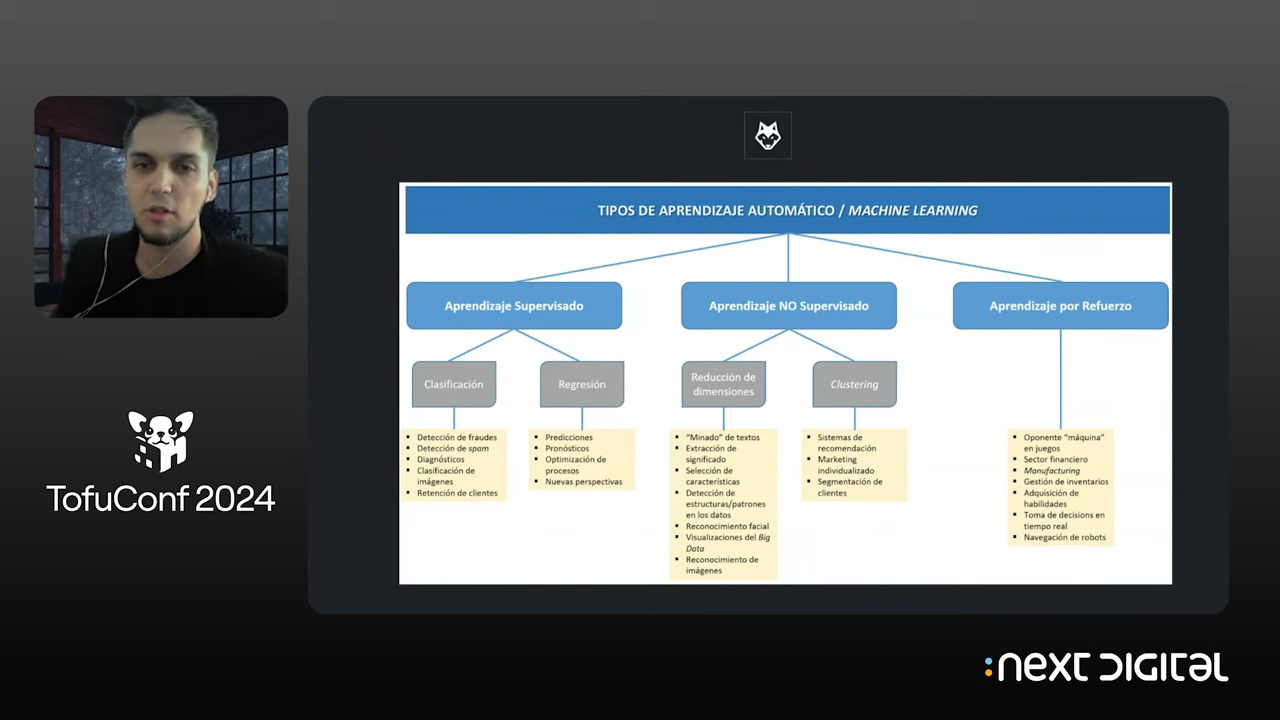 TIPOS DE APRENDIZAJE AUTOMÁTICO / MACHINE LEARNING
Aprendizaje Supervisado
Aprendizaje NO Supervisado
Aprendizaje por Refuerzo
Clasificación
Regresión
Reducción de
dimensiones
Clustering
Detección de fraudes
Detección de spam
Diagnósticos
Clasificación de
imágenes
Retención de clientes
Predicciones
Pronósticos
Optimización de
procesos
Nuevas perspectivas
"Minado" de textos
Extracción de
significado
Selección de
características
Detección de
estructuras/patrones
en los datos
Reconocimiento facial
Visualizaciones del Big
Data
Reconocimiento de
imágenes
Sistemas de
recomendación
Marketing
individualizado
Segmentación de
clientes
Oponente "máquina"
en juegos
Sector financiero
Manufacturing
Gestión de inventarios
Adquisición de
habilidades
Toma de decisions en
tiempo real
Navegación de robots
TofuConf 2024
:NEXT DIGITAL